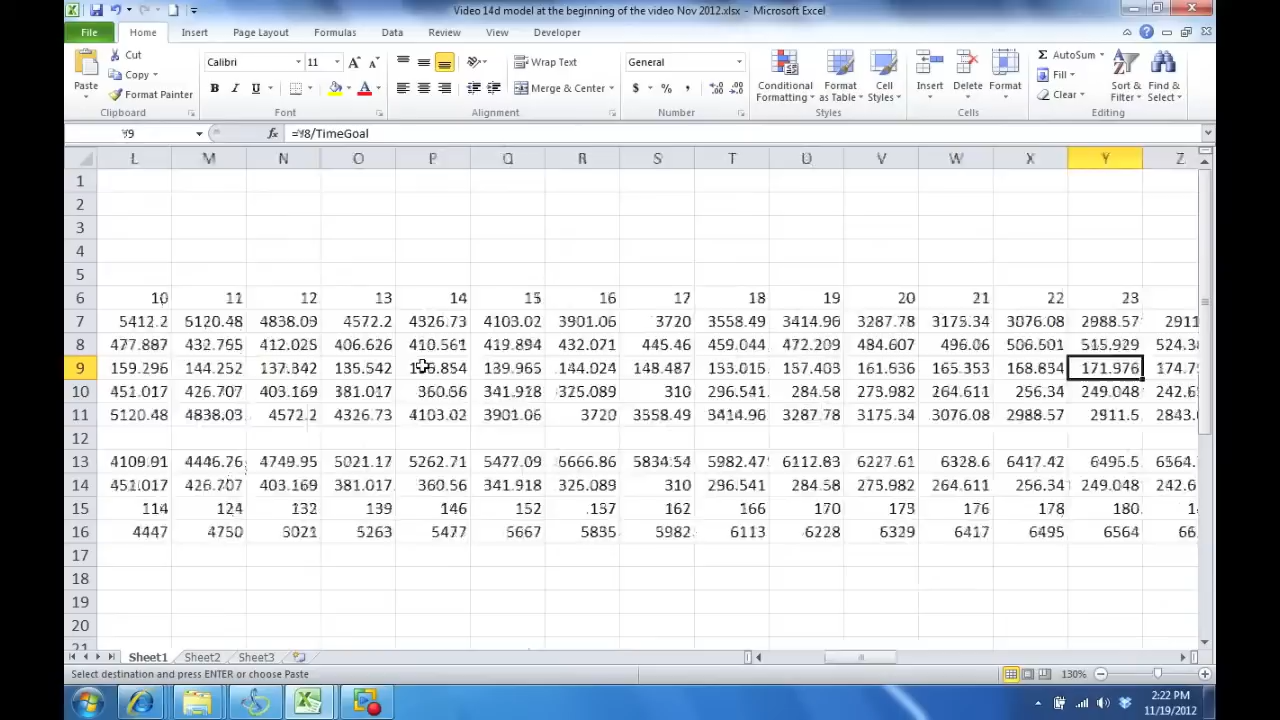 Video 14d model at the beginning of the video Nov 2012.xlsx - Microsoft Excel
File Home Insert Page Layout Formulas Data Review View Developer
Paste Cut Copy Format Painter Clipboard
Calibri 11 B I U Font
Wrap Text Merge & Center Alignment
General $ % , Number
Conditional Formatting Format as Table Cell Styles Styles
Insert Delete Format Cells
Σ AutoSum Fill Clear Sort & Filter Find & Select Editing
Y9 fx =Y8/TimeGoal
L M N O P Q R S T U V W X Y Z
1
2
3
4
5
6 10 11 12 13 14 15 16 17 18 19 20 21 22 23
7 5412.2 5120.48 4838.03 4572.2 4326.73 4103.02 3901.06 3720 3558.49 3414.96 3287.78 3175.34 3076.08 2988.57 2911
8 477.887 432.755 412.025 406.626 410.561 419.894 432.071 445.46 459.044 472.209 484.607 496.06 506.501 515.929 524.3
9 159.296 144.252 137.342 135.542 139.965 144.024 148.487 153.015 157.403 161.536 165.353 168.834 171.976 174.7
10 451.017 426.707 403.169 381.017 360.56 341.918 325.089 310 296.541 284.58 273.982 264.611 256.34 249.048 242.6
11 5120.48 4838.03 4572.2 4326.73 4103.02 3901.06 3720 3558.49 3414.96 3287.78 3175.34 3076.08 2988.57 2911.5 2843.
12
13 4109.91 4446.76 4749.95 5021.17 5262.71 5477.09 5666.86 5834.54 5982.47 6112.83 6227.61 6328.6 6417.42 6495.5 6564.
14 451.017 426.707 403.169 381.017 360.56 341.918 325.089 310 296.541 284.58 273.982 264.611 256.34 249.048 242.6
15 114 124 132 139 146 152 157 162 166 170 173 176 178 180
16 4447 4750 5021 5263 5477 5667 5835 5982 6113 6228 6329 6417 6495 6564 66
17
18
19
20
21
Sheet1 Sheet2 Sheet3
Select destination and press ENTER or choose Paste 130%
2:22 PM
11/19/2012